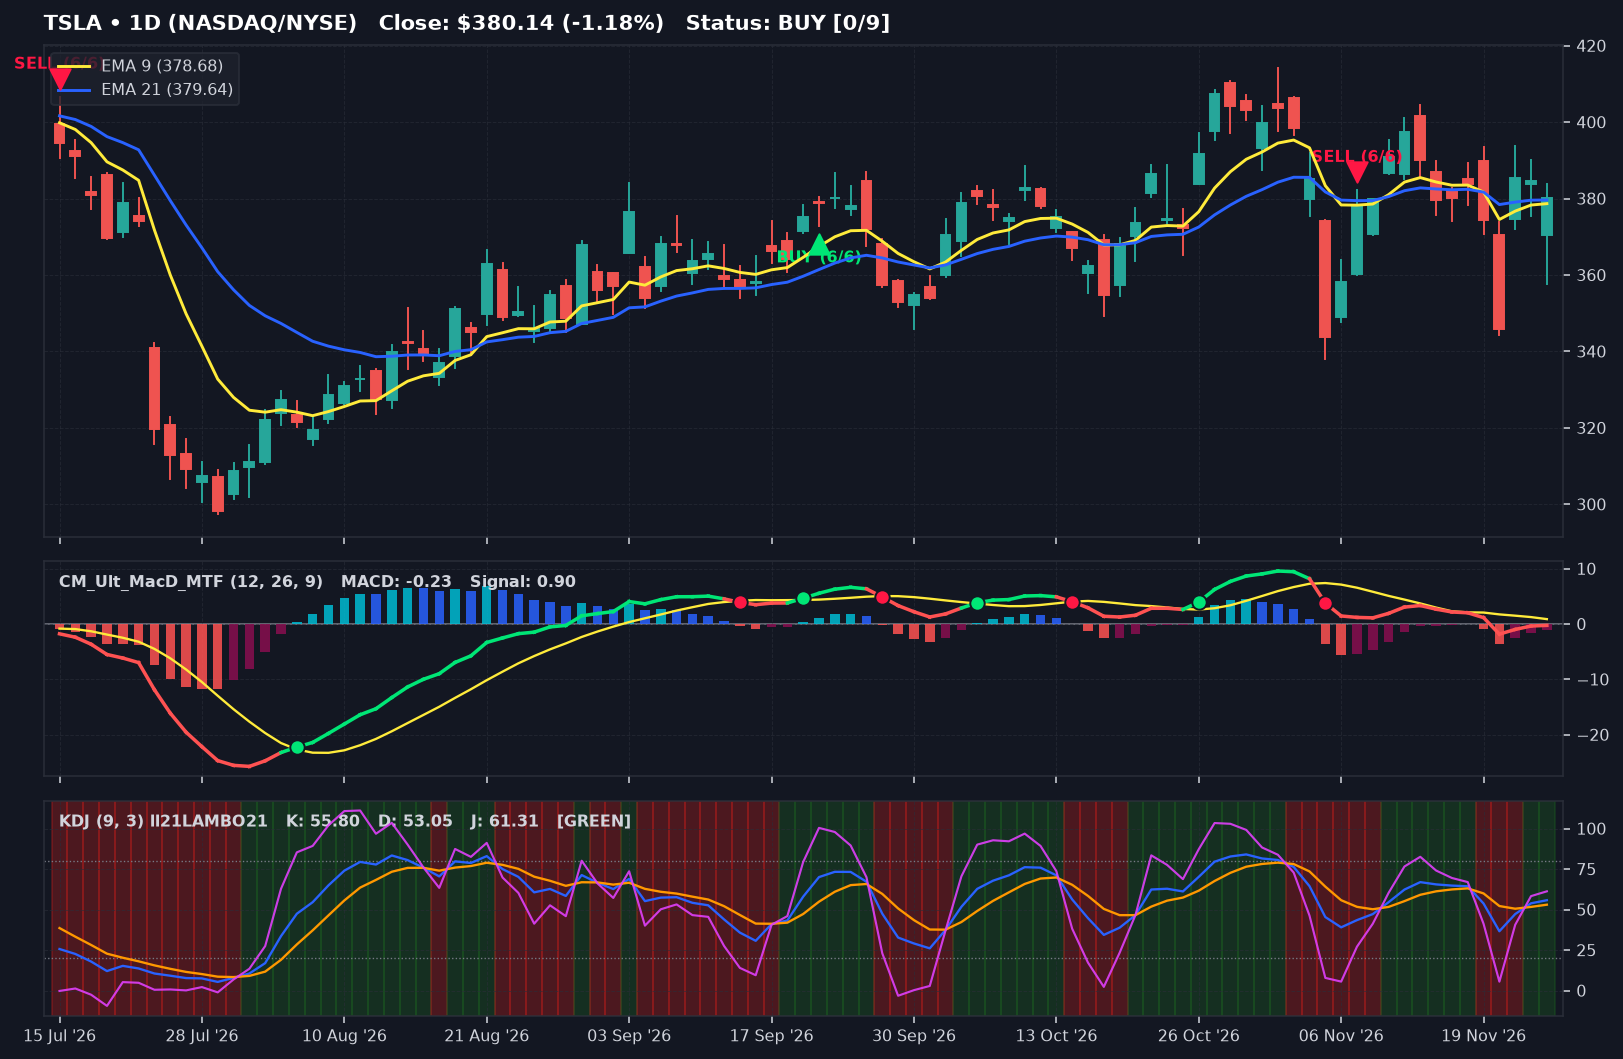 TSLA • 1D (NASDAQ/NYSE)   Close: $380.14 (-1.18%)   Status: BUY [0/9]
SELL (6/6)
EMA 9 (378.68)
EMA 21 (379.64)
SELL (6/6)
BUY (6/6)
420
400
380
360
340
320
300
CM_Ult_MacD_MTF (12, 26, 9)   MACD: -0.23   Signal: 0.90
10
0
−10
−20
KDJ (9, 3) II21LAMBO21   K: 55.80   D: 53.05   J: 61.31   [GREEN]
100
75
50
25
0
15 Jul '26   28 Jul '26   10 Aug '26   21 Aug '26   03 Sep '26   17 Sep '26   30 Sep '26   13 Oct '26   26 Oct '26   06 Nov '26   19 Nov '26